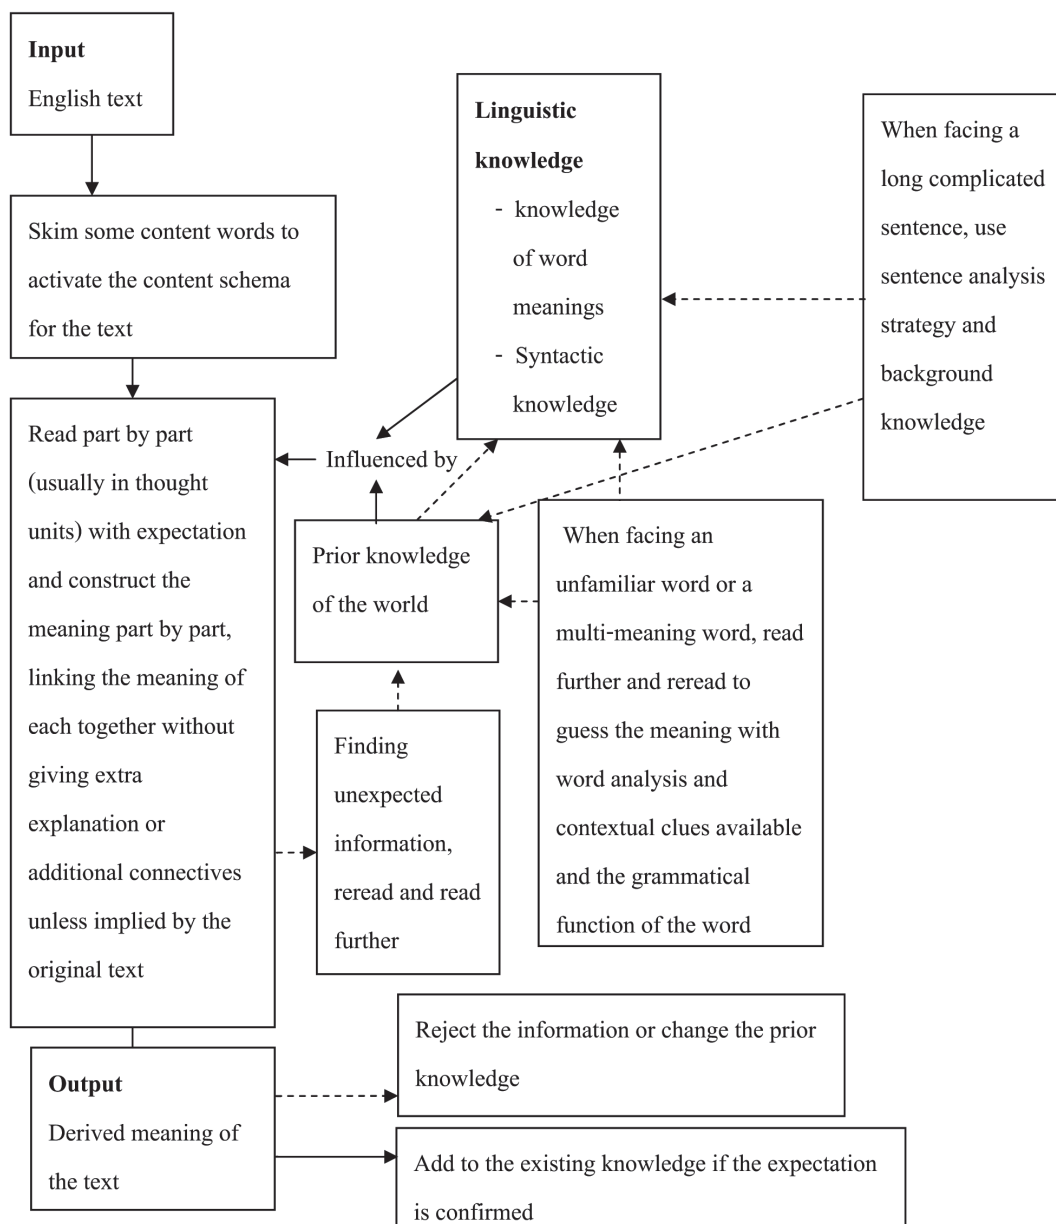 Input
English text
Skim some content words to
activate the content schema
for the text
Read part by part
(usually in thought
units) with expectation
and construct the
meaning part by part,
linking the meaning of
each together without
giving extra
explanation or
additional connectives
unless implied by the
original text
Influenced by
Linguistic
knowledge
- knowledge
of word
meanings
- Syntactic
knowledge
When facing a
long complicated
sentence, use
sentence analysis
strategy and
background
knowledge
Prior knowledge
of the world
When facing an
unfamiliar word or a
multi-meaning word, read
further and reread to
guess the meaning with
word analysis and
contextual clues available
and the grammatical
function of the word
Finding
unexpected
information,
reread and read
further
Output
Derived meaning of
the text
Reject the information or change the prior
knowledge
Add to the existing knowledge if the expectation
is confirmed